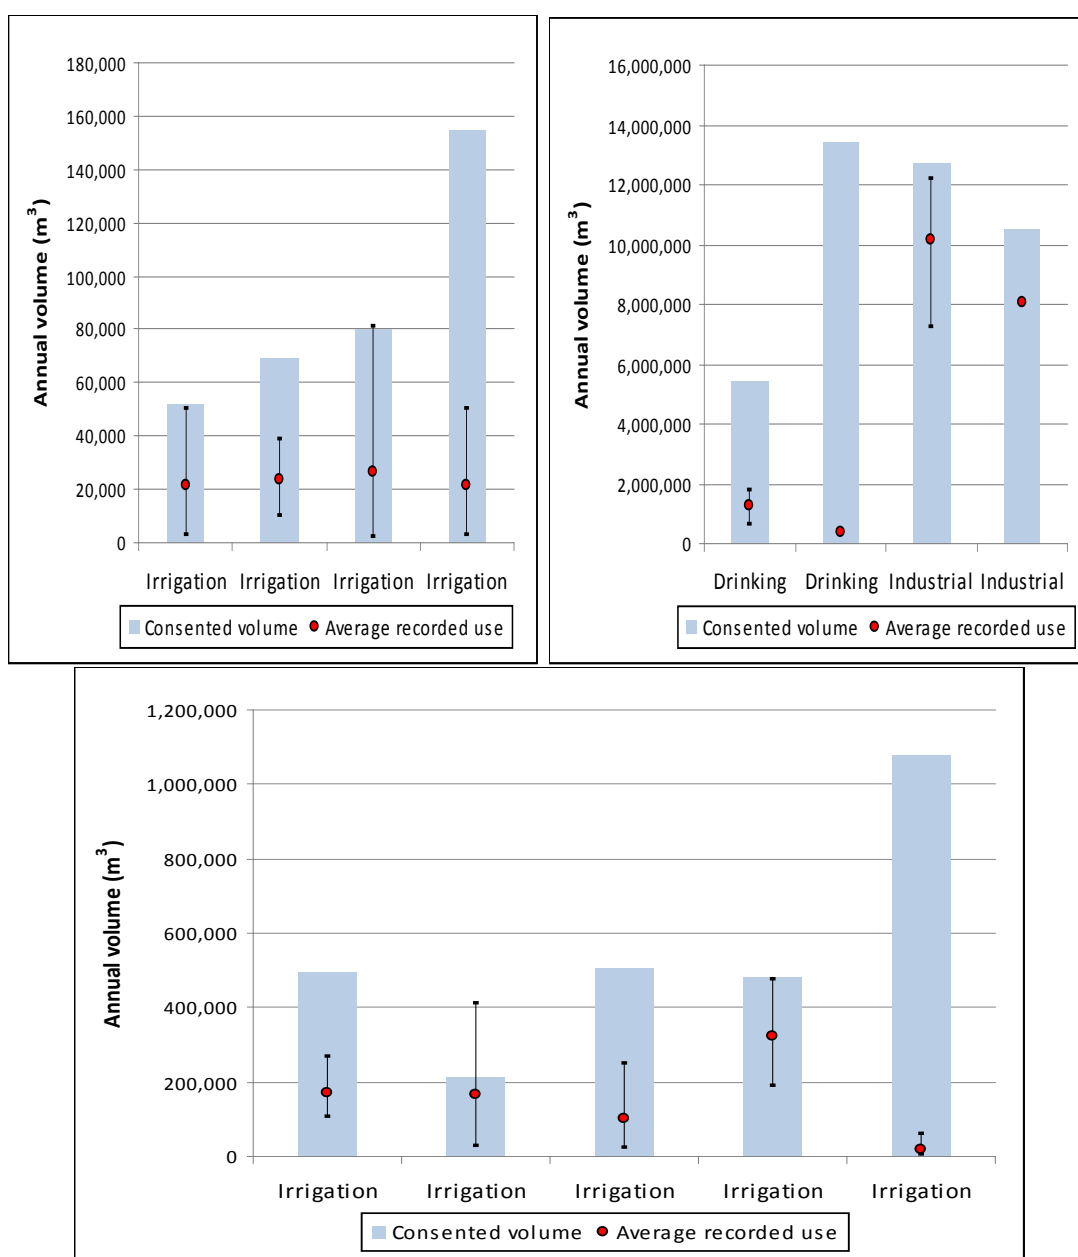 180,000
160,000
140,000
120,000
100,000
80,000
60,000
40,000
20,000
0
Annual volume (m³)
Irrigation Irrigation Irrigation Irrigation
Consented volume Average recorded use
16,000,000
14,000,000
12,000,000
10,000,000
8,000,000
6,000,000
4,000,000
2,000,000
0
Annual volume (m³)
Drinking Drinking Industrial Industrial
Consented volume Average recorded use
1,200,000
1,000,000
800,000
600,000
400,000
200,000
0
Annual volume (m³)
Irrigation Irrigation Irrigation Irrigation Irrigation
Consented volume Average recorded use